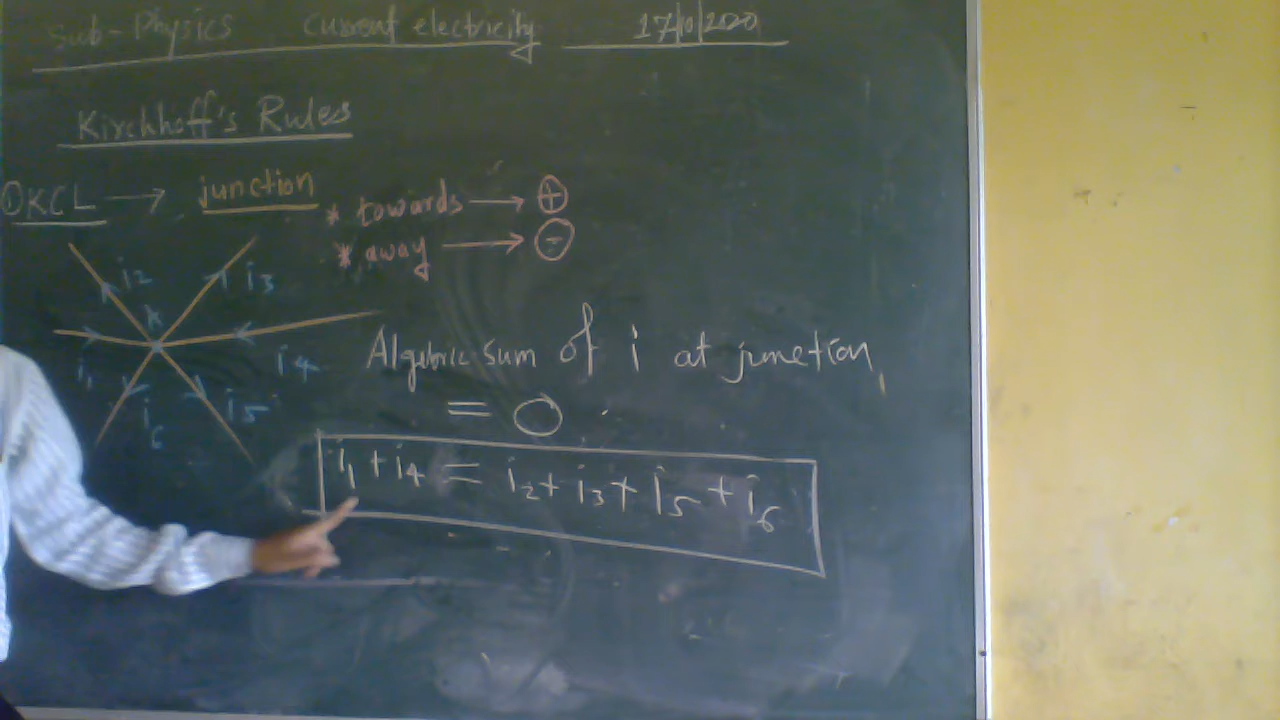 Sub-Physics Current electricity 17/10/2020
Kirchhoff's Rules
① KCL → junction
* towards → ⊕
* away → ⊖
i2 i3
k
i1 i4
i6 i5
Algebric sum of i at junction,
= 0
i1 + i4 = i2 + i3 + i5 + i6